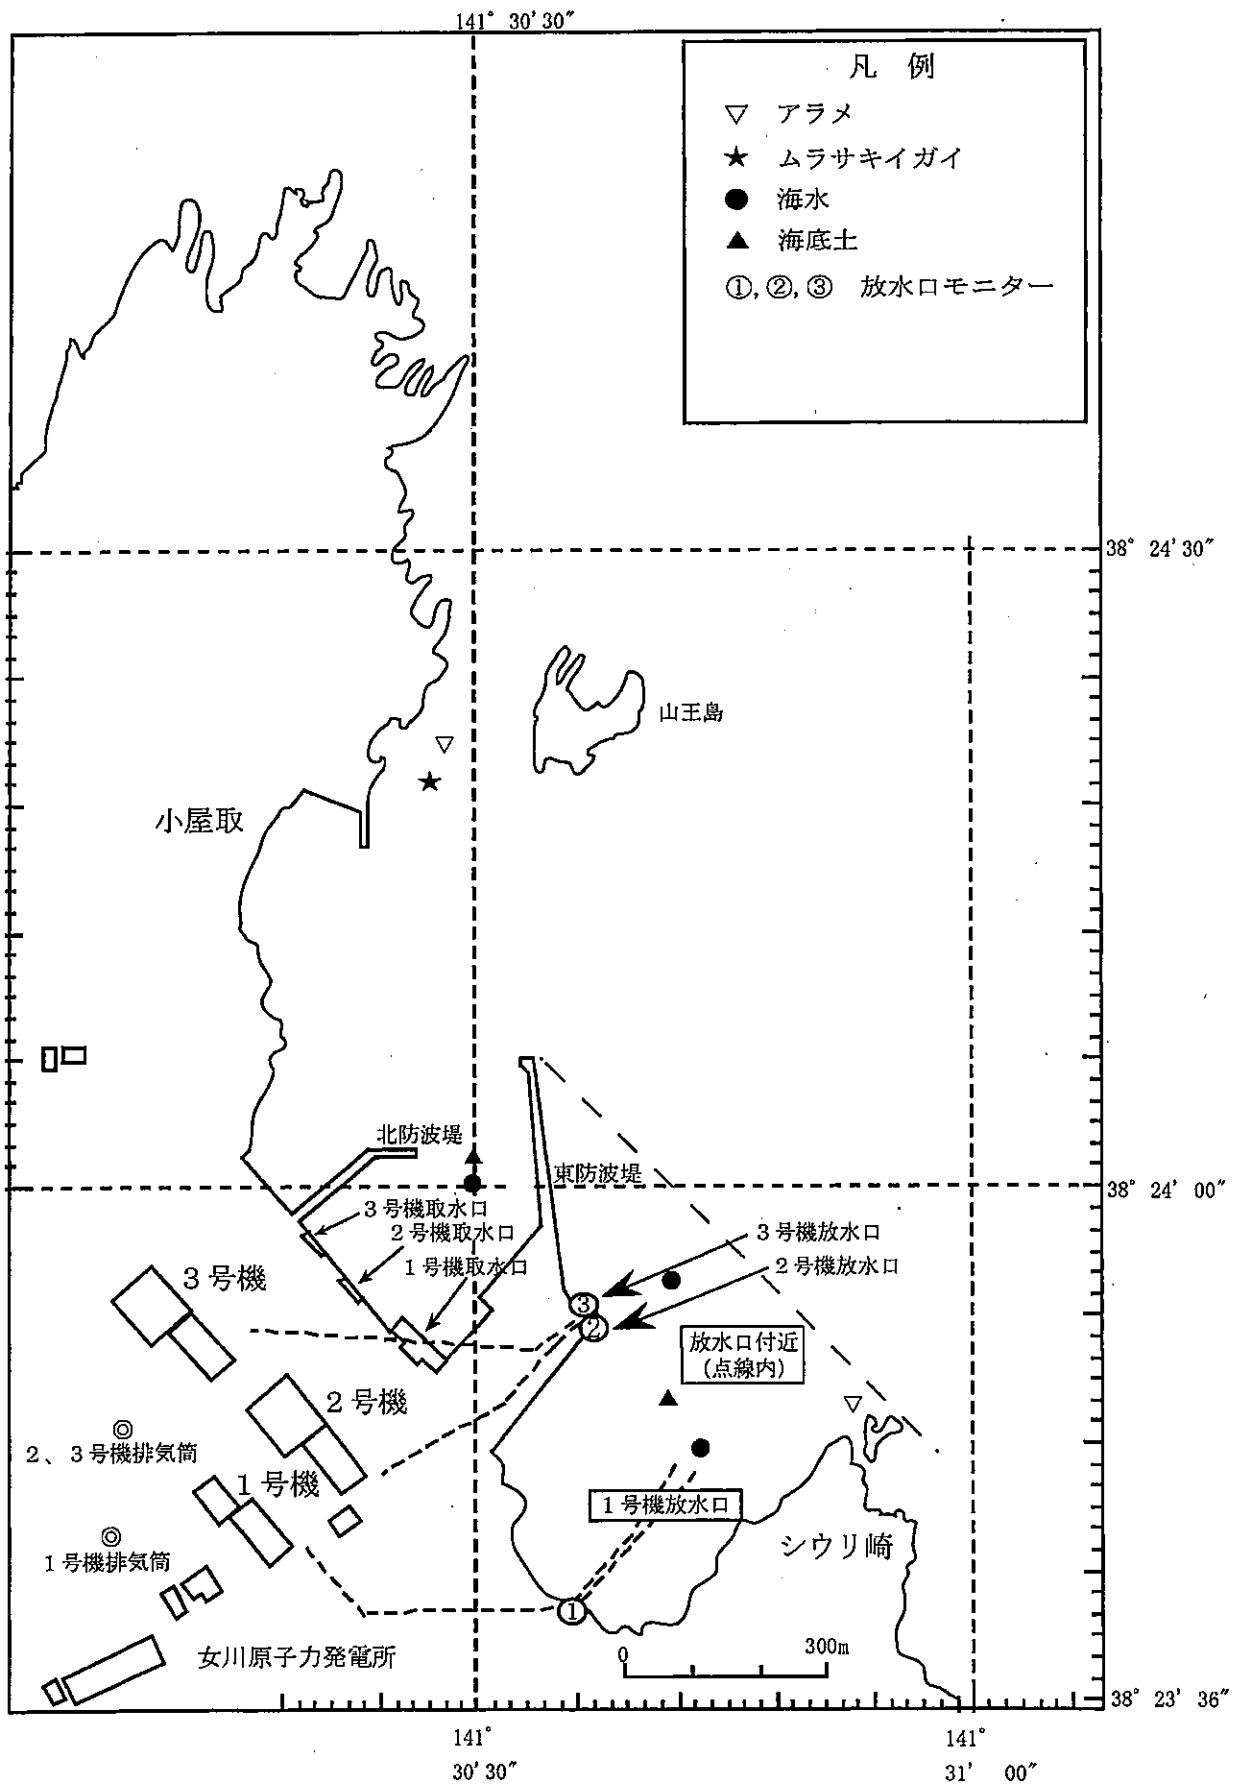 141° 30′30″
凡 例
▽ アラメ
★ ムラサキイガイ
● 海水
▲ 海底土
①, ②, ③ 放水口モニター
38° 24′30″
山王島
小屋取
北防波堤
東防波堤
38° 24′ 00″
3号機取水口
2号機取水口
1号機取水口
3号機放水口
2号機放水口
3号機
③
②
放水口付近
(点線内)
2号機
2、3号機排気筒
1号機
1号機放水口
シウリ崎
1号機排気筒
①
女川原子力発電所
0 300m
38° 23′ 36″
141°
30′30″
141°
31′ 00″